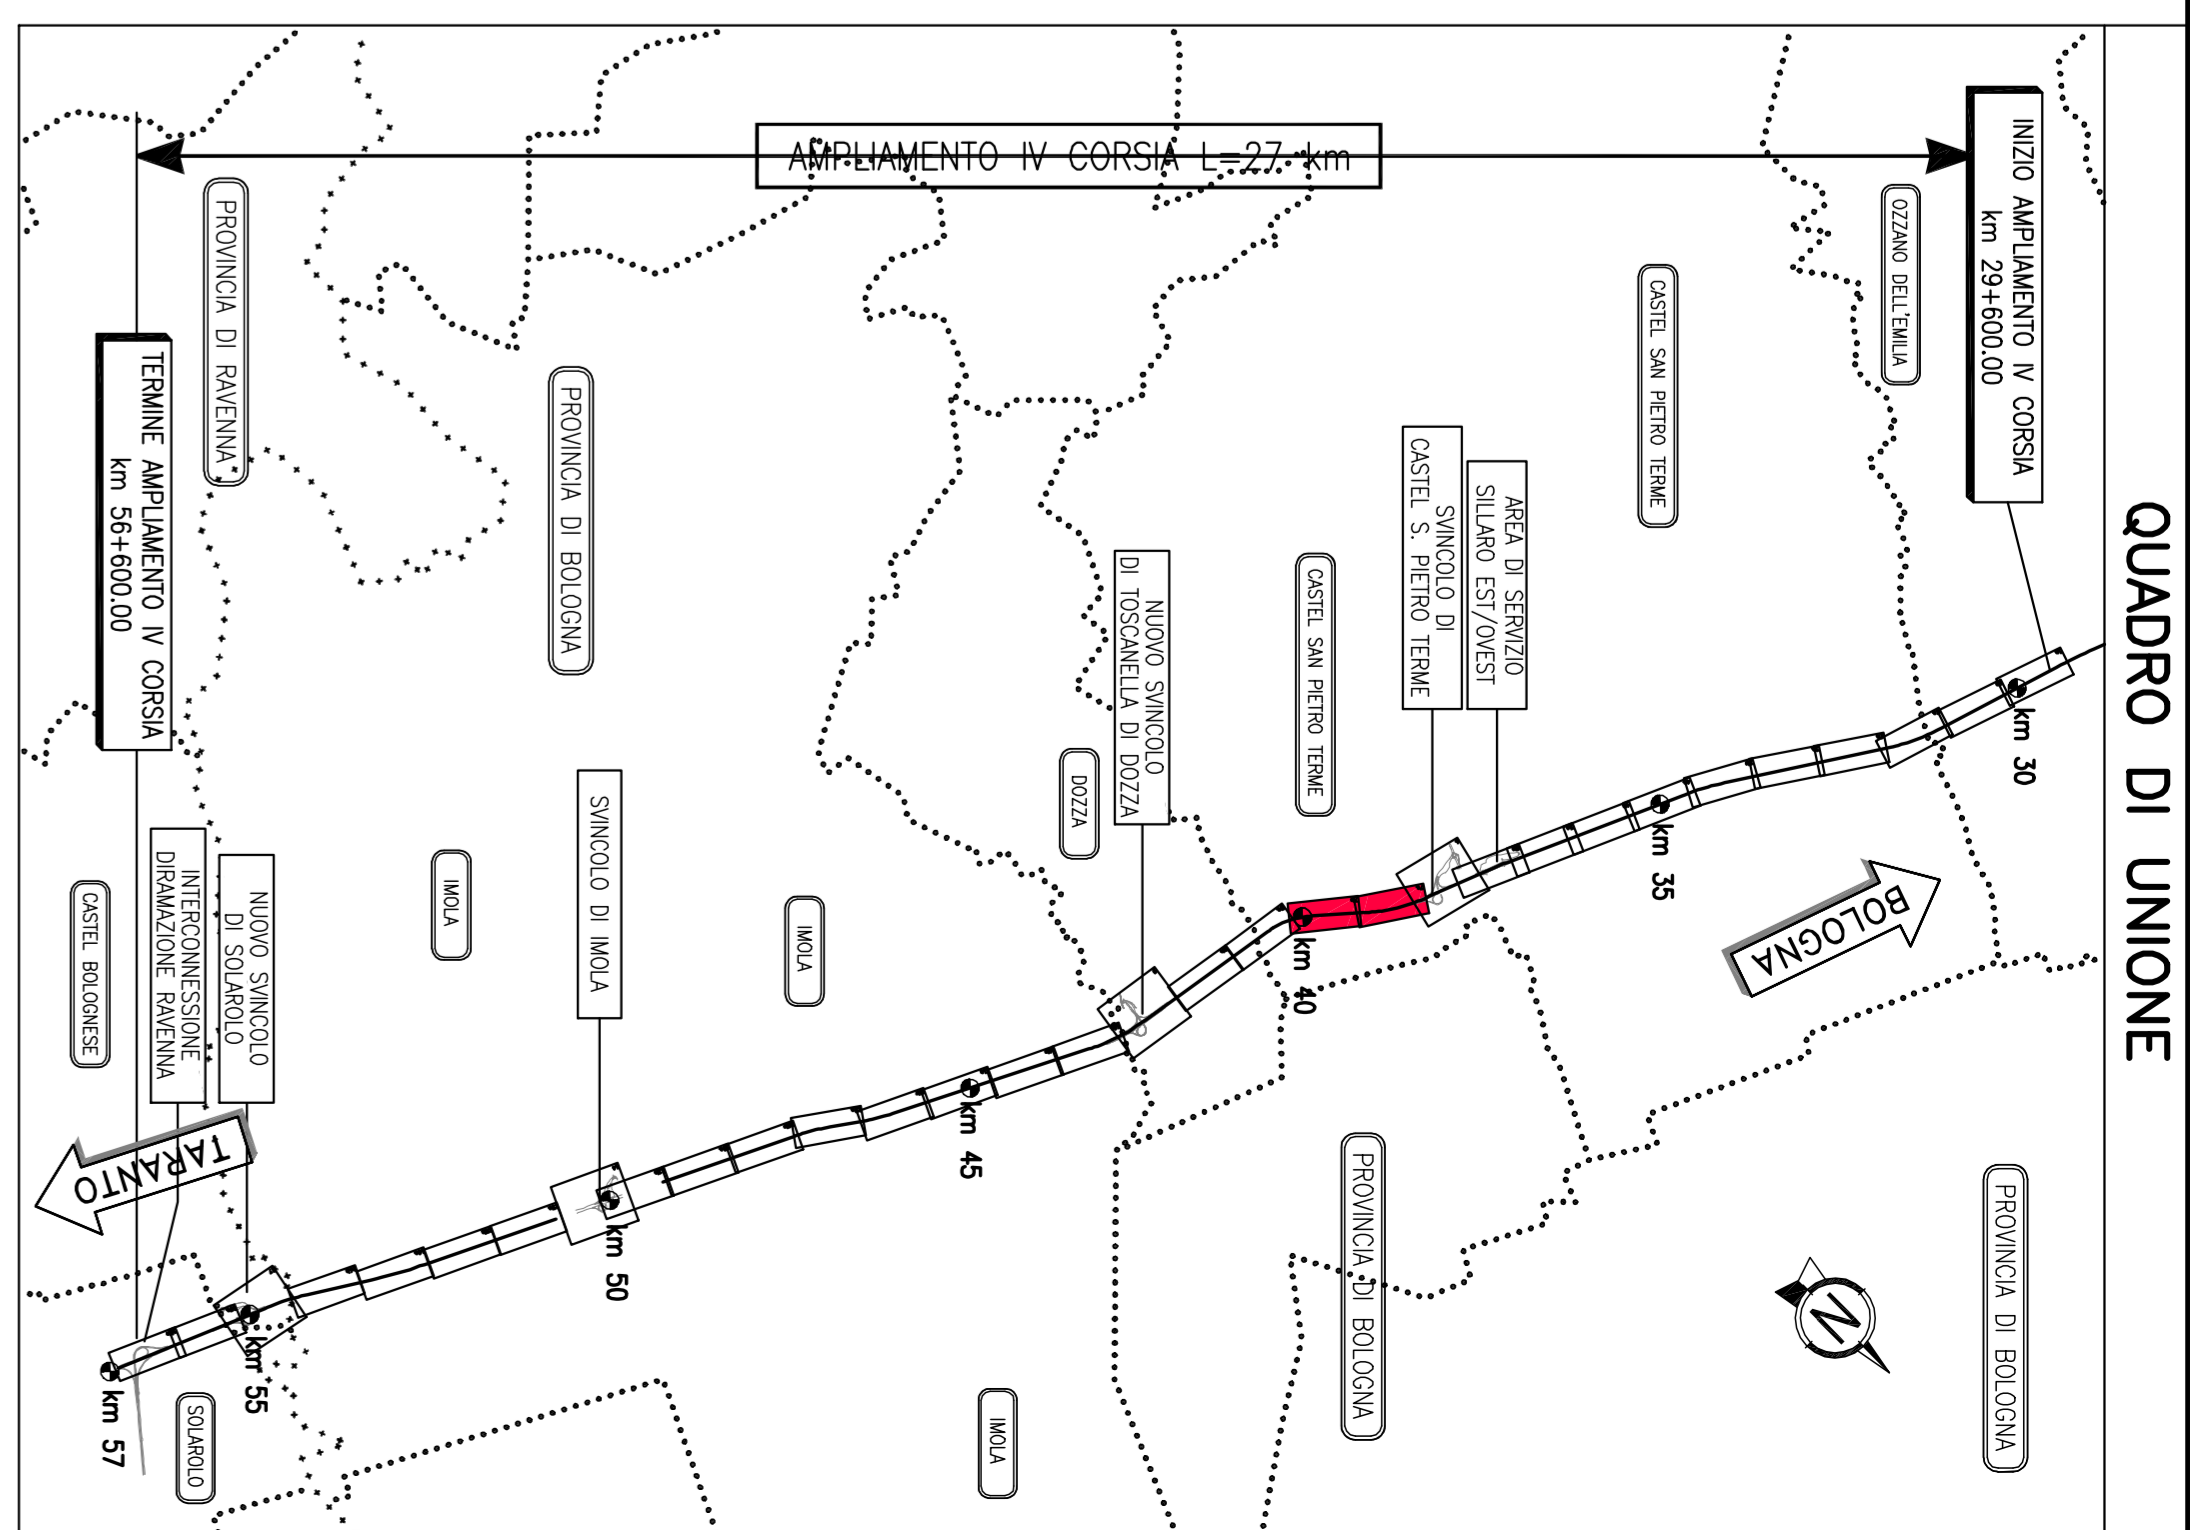 QUADRO DI UNIONE
INIZIO AMPLIAMENTO IV CORSIA
km 29+600.00
AMPLIAMENTO IV CORSIA L=27 km
TERMINE AMPLIAMENTO IV CORSIA
km 56+600.00
OZZANO DELL'EMILIA
CASTEL SAN PIETRO TERME
AREA DI SERVIZIO
SILLARO EST/OVEST
SVINCOLO DI
CASTEL S. PIETRO TERME
CASTEL SAN PIETRO TERME
NUOVO SVINCOLO
DI TOSCANELLA DI DOZZA
DOZZA
PROVINCIA DI BOLOGNA
PROVINCIA DI RAVENNA
SVINCOLO DI IMOLA
IMOLA
IMOLA
NUOVO SVINCOLO
DI SOLAROLO
INTERCONNESSIONE
DIRAMAZIONE RAVENNA
CASTEL BOLOGNESE
km 30
km 35
km 40
km 45
km 50
km 55
km 57
BOLOGNA
TARANTO
PROVINCIA DI BOLOGNA
PROVINCIA DI BOLOGNA
N
IMOLA
SOLAROLO